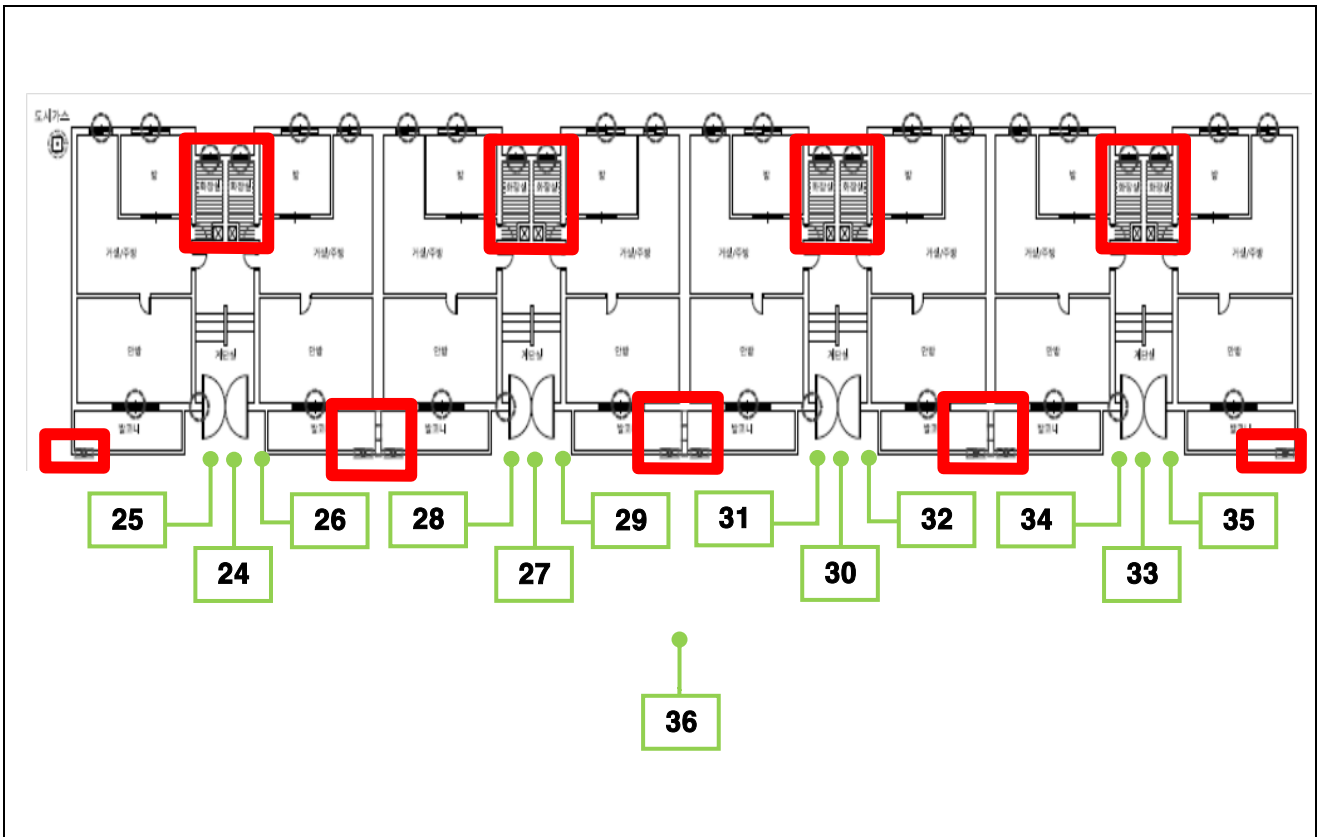 도시가스
방 화장실 화장실 방 방 화장실 화장실 방 방 화장실 화장실 방 방 화장실 화장실 방
거실/주방 거실/주방 거실/주방 거실/주방 거실/주방 거실/주방 거실/주방 거실/주방
안방 계단실 안방 안방 계단실 안방 안방 계단실 안방 안방 계단실 안방
발코니 발코니 발코니 발코니 발코니 발코니 발코니 발코니
25 26 28 29 31 32 34 35
24 27 30 33
36